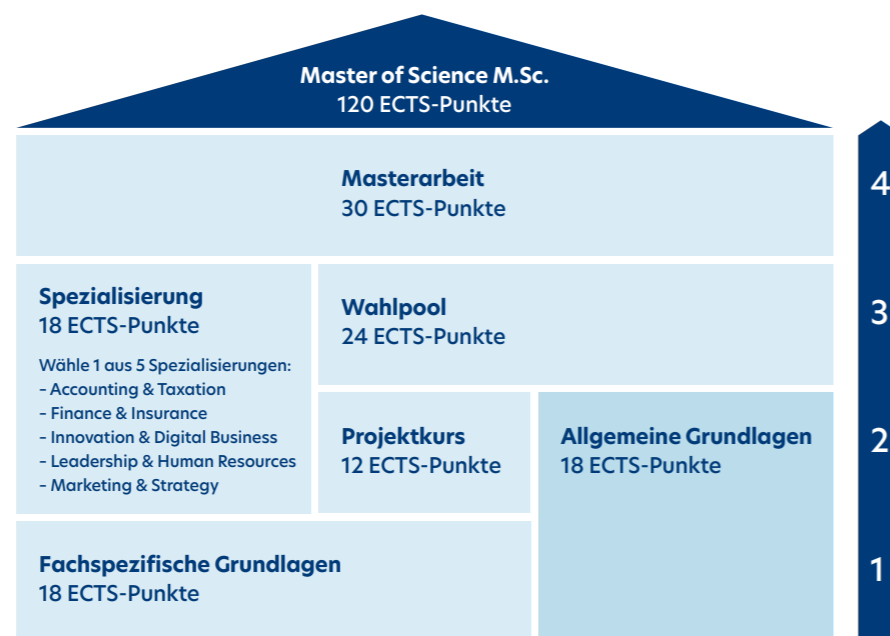 Master of Science M.Sc.
120 ECTS-Punkte
Masterarbeit
30 ECTS-Punkte
4
Spezialisierung
18 ECTS-Punkte
Wähle 1 aus 5 Spezialisierungen:
– Accounting & Taxation
– Finance & Insurance
– Innovation & Digital Business
– Leadership & Human Resources
– Marketing & Strategy
Wahlpool
24 ECTS-Punkte
3
Projektkurs
12 ECTS-Punkte
Allgemeine Grundlagen
18 ECTS-Punkte
2
Fachspezifische Grundlagen
18 ECTS-Punkte
1